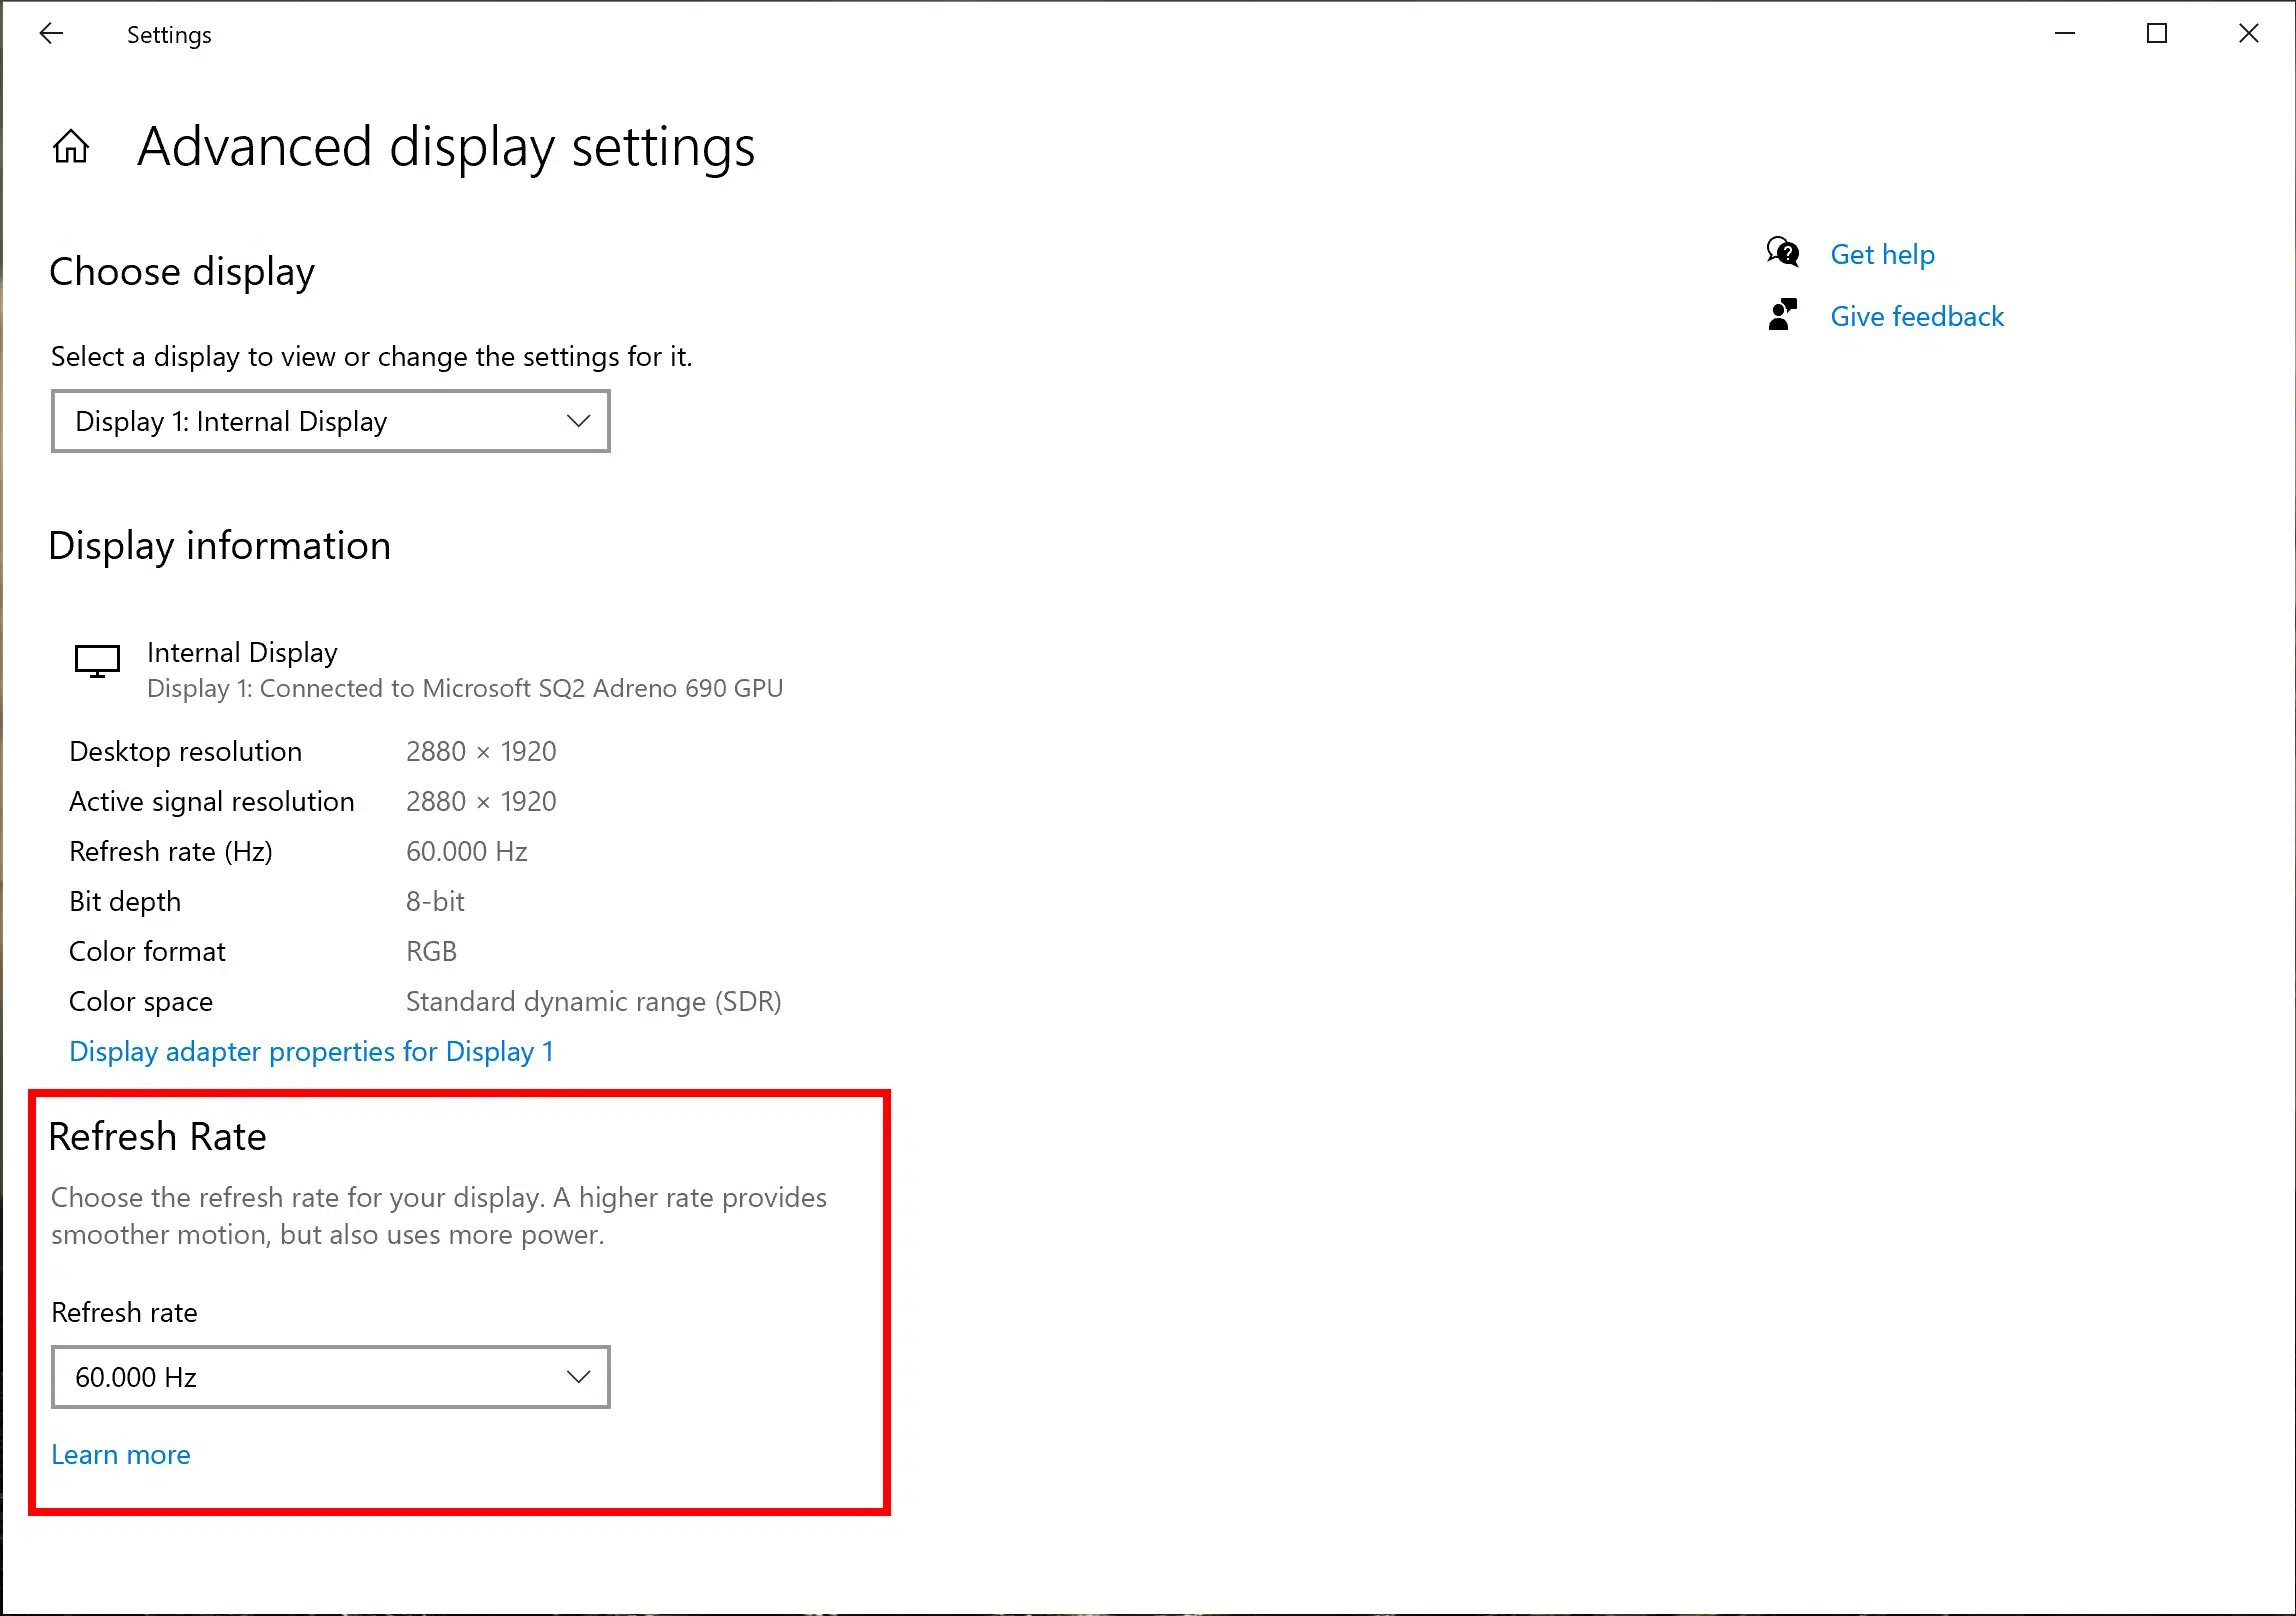 Settings
Advanced display settings
Choose display
Select a display to view or change the settings for it.
Display 1: Internal Display
Get help
Give feedback
Display information
Internal Display
Display 1: Connected to Microsoft SQ2 Adreno 690 GPU
Desktop resolution 2880 × 1920
Active signal resolution 2880 × 1920
Refresh rate (Hz) 60.000 Hz
Bit depth 8-bit
Color format RGB
Color space Standard dynamic range (SDR)
Display adapter properties for Display 1
Refresh Rate
Choose the refresh rate for your display. A higher rate provides
smoother motion, but also uses more power.
Refresh rate
60.000 Hz
Learn more